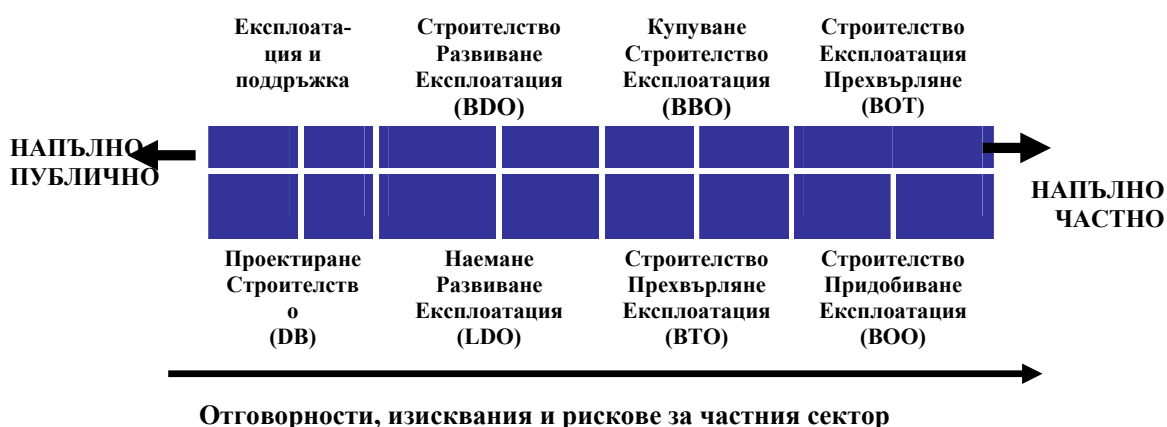 Експлоата-
ция и
поддръжка
Строителство
Развиване
Експлоатация
(BDO)
Купуване
Строителство
Експлоатация
(BBO)
Строителство
Експлоатация
Прехвърляне
(BOT)
НАПЪЛНО
ПУБЛИЧНО
НАПЪЛНО
ЧАСТНО
Проектиране
Строителств
о
(DB)
Наемане
Развиване
Експлоатация
(LDO)
Строителство
Прехвърляне
Експлоатация
(BTO)
Строителство
Придобиване
Експлоатация
(BOO)
Отговорности, изисквания и рискове за частния сектор